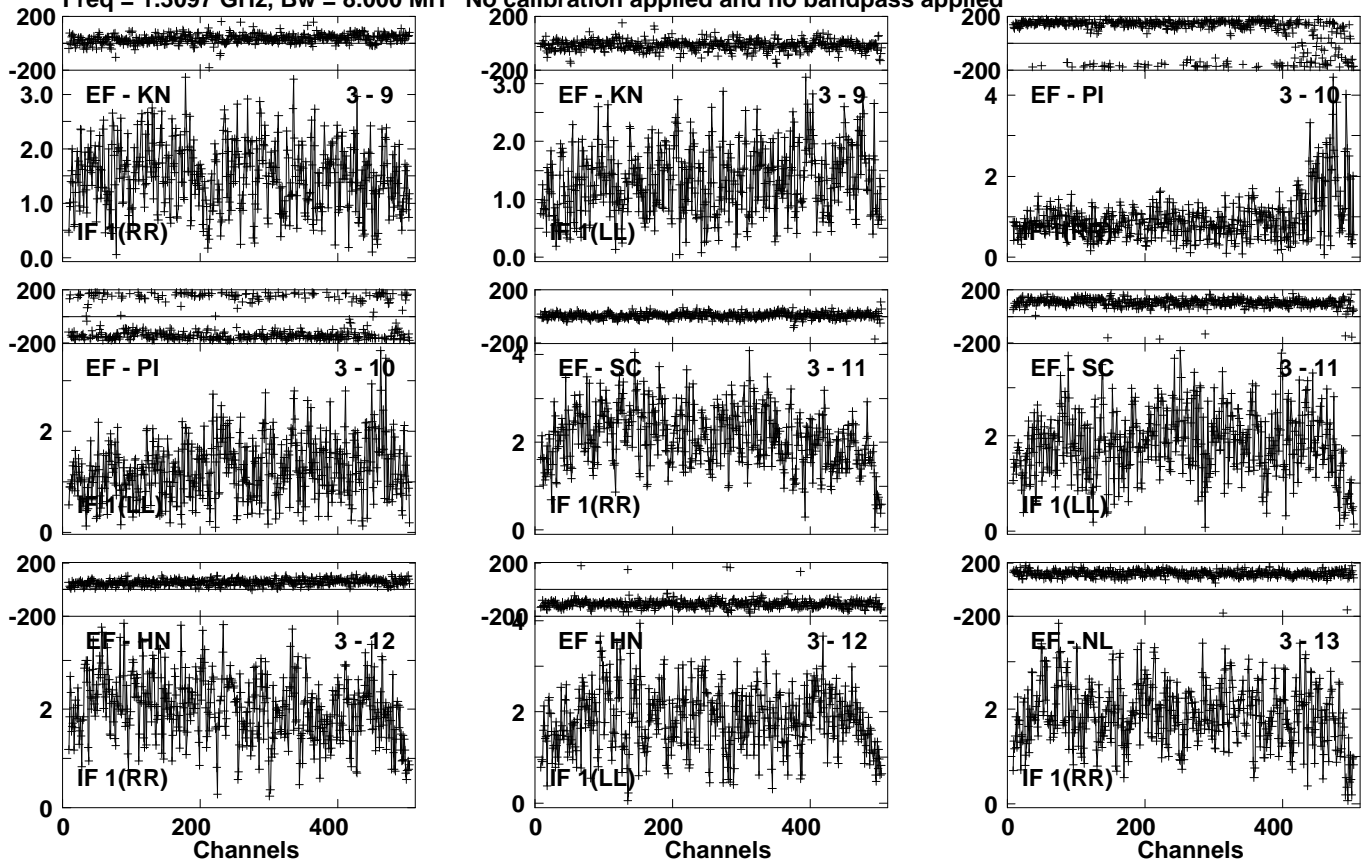 Freq = 1.3097 GHz, Bw = 8.000 MH No calibration applied and no bandpass applied
200
-200
EF - KN 3 - 9
3.0
2.0
1.0
0.0
IF 1(RR)
200
-200
EF - KN 3 - 9
3.0
2.0
1.0
0.0
IF 1(LL)
200
-200
EF - PI 3 - 10
4
2
0
200
-200
EF - PI 3 - 10
2
0
IF 1(LL)
200
-200
EF - SC 3 - 11
4
2
0
IF 1(RR)
200
-200
EF - SC 3 - 11
2
0
IF 1(LL)
200
-200
EF - HN 3 - 12
2
0
IF 1(RR)
0 200 400
Channels
200
-200
EF - HN 3 - 12
4
2
0
IF 1(LL)
0 200 400
Channels
200
-200
EF - NL 3 - 13
2
0
IF 1(RR)
0 200 400
Channels